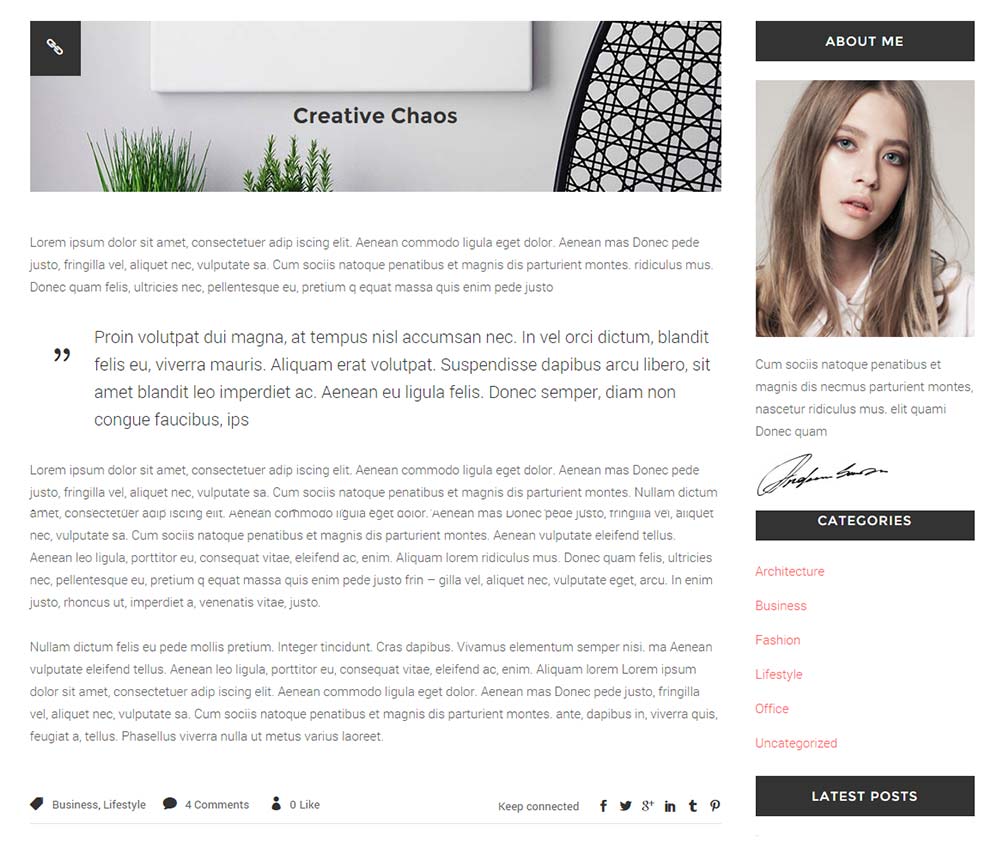 Creative Chaos
Lorem ipsum dolor sit amet, consectetuer adip iscing elit. Aenean commodo ligula eget dolor. Aenean mas Donec pede
justo, fringilla vel, aliquet nec, vulputate sa. Cum sociis natoque penatibus et magnis dis parturient montes. ridiculus mus.
Donec quam felis, ultricies nec, pellentesque eu, pretium q equat massa quis enim pede justo
” Proin volutpat dui magna, at tempus nisl accumsan nec. In vel orci dictum, blandit
felis eu, viverra mauris. Aliquam erat volutpat. Suspendisse dapibus arcu libero, sit
amet blandit leo imperdiet ac. Aenean eu ligula felis. Donec semper, diam non
congue faucibus, ips
Lorem ipsum dolor sit amet, consectetuer adip iscing elit. Aenean commodo ligula eget dolor. Aenean mas Donec pede
justo, fringilla vel, aliquet nec, vulputate sa. Cum sociis natoque penatibus et magnis dis parturient montes. Nullam dictum
amet, consectetuer adip iscing elit. Aenean commodo ligula eget dolor. Aenean mas Donec pede justo, fringilla vel, aliquet
nec, vulputate sa. Cum sociis natoque penatibus et magnis dis parturient montes. Aenean vulputate eleifend tellus.
Aenean leo ligula, porttitor eu, consequat vitae, eleifend ac, enim. Aliquam lorem ridiculus mus. Donec quam felis, ultricies
nec, pellentesque eu, pretium q equat massa quis enim pede justo frin – gilla vel, aliquet nec, vulputate eget, arcu. In enim
justo, rhoncus ut, imperdiet a, venenatis vitae, justo.
Nullam dictum felis eu pede mollis pretium. Integer tincidunt. Cras dapibus. Vivamus elementum semper nisi. ma Aenean
vulputate eleifend tellus. Aenean leo ligula, porttitor eu, consequat vitae, eleifend ac, enim. Aliquam lorem Lorem ipsum
dolor sit amet, consectetuer adip iscing elit. Aenean commodo ligula eget dolor. Aenean mas Donec pede justo, fringilla
vel, aliquet nec, vulputate sa. Cum sociis natoque penatibus et magnis dis parturient montes. ante, dapibus in, viverra quis,
feugiat a, tellus. Phasellus viverra nulla ut metus varius laoreet.
Business, Lifestyle 4 Comments 0 Like
Keep connected
ABOUT ME
Cum sociis natoque penatibus et
magnis dis necmus parturient montes,
nascetur ridiculus mus. elit quami
Donec quam
CATEGORIES
Architecture
Business
Fashion
Lifestyle
Office
Uncategorized
LATEST POSTS